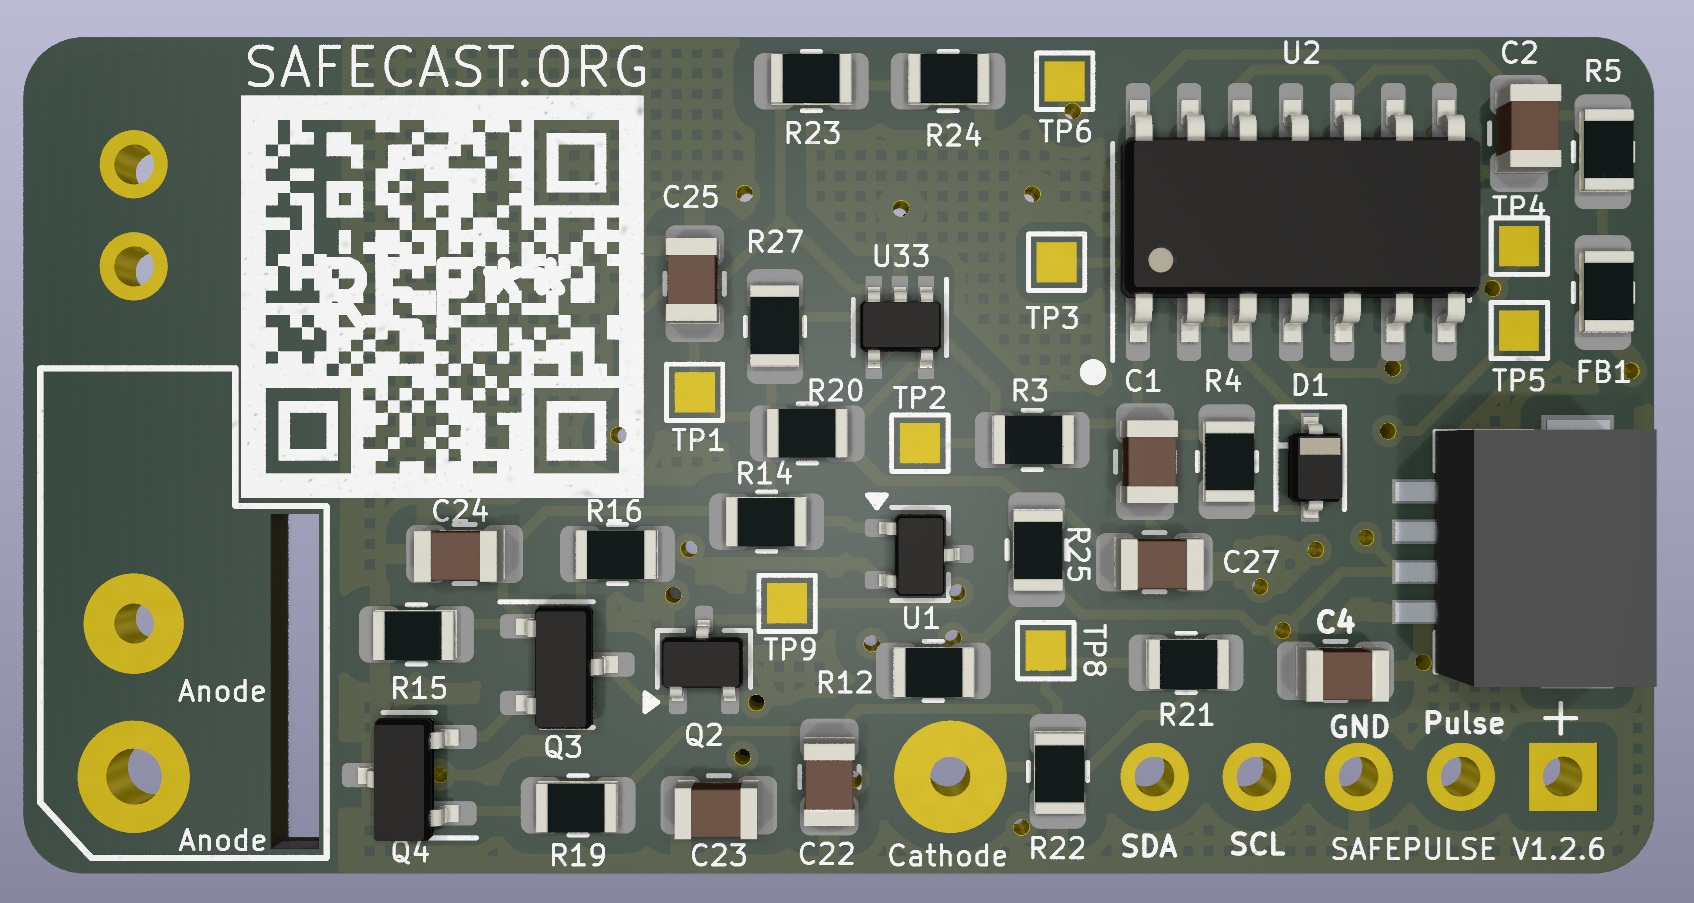 SAFECAST.ORG
U2
C2
R5
R23
R24
TP6
C25
R27
U33
TP4
REF**
TP3
TP5
FB1
C1
R4
D1
R20
TP2
R3
TP1
R14
C24
R16
R25
C27
U1
TP9
TP8
C4
R12
R15
Anode
Q3
Q2
R21
GND
Pulse
+
Anode
Q4
R19
C23
C22
Cathode
R22
SDA
SCL
SAFEPULSE V1.2.6